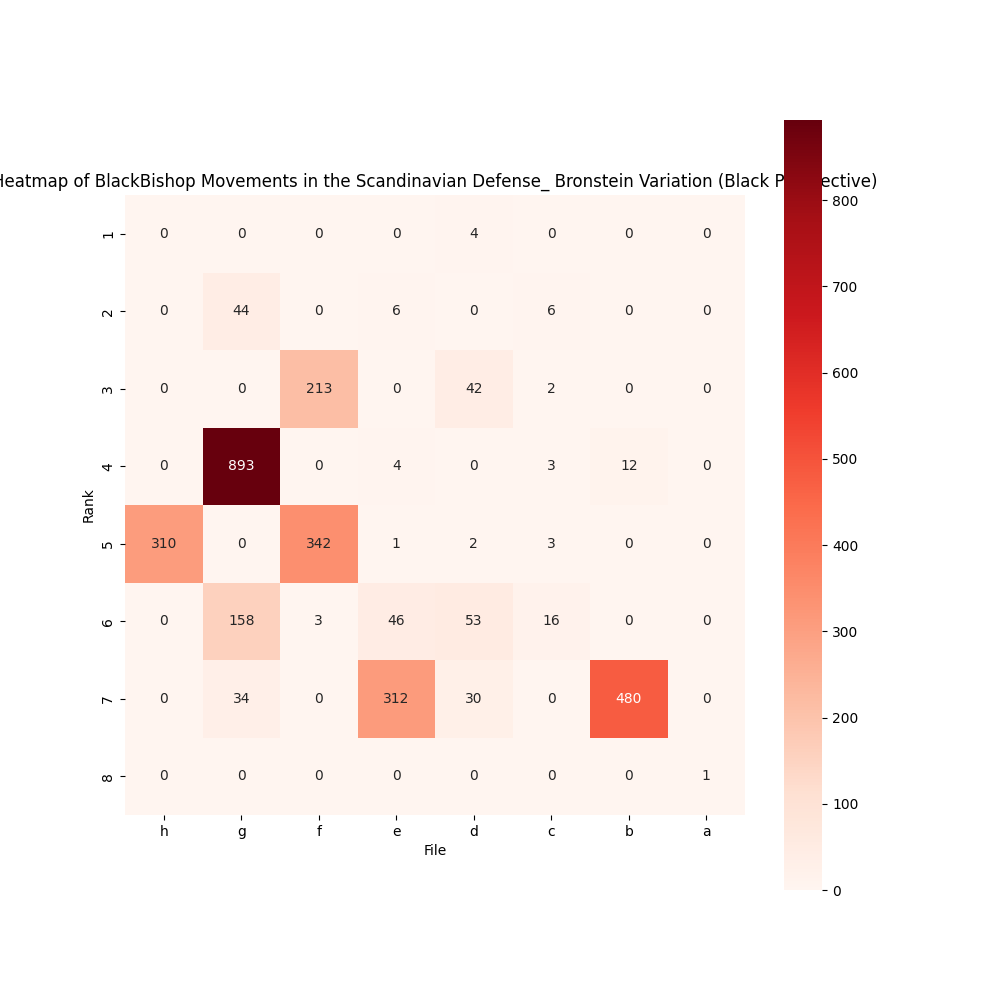 Heatmap of BlackBishop Movements in the Scandinavian Defense_ Bronstein Variation (Black P ective)
800
1 0 0 0 0 4 0 0 0
700
2 0 44 0 6 0 6 0 0
600
3 0 0 213 0 42 2 0 0
500
4 0 893 0 4 0 3 12 0
Rank
400
5 310 0 342 1 2 3 0 0
300
6 0 158 3 46 53 16 0 0
200
7 0 34 0 312 30 0 480 0
100
8 0 0 0 0 0 0 0 1
h g f e d c b a
File
0